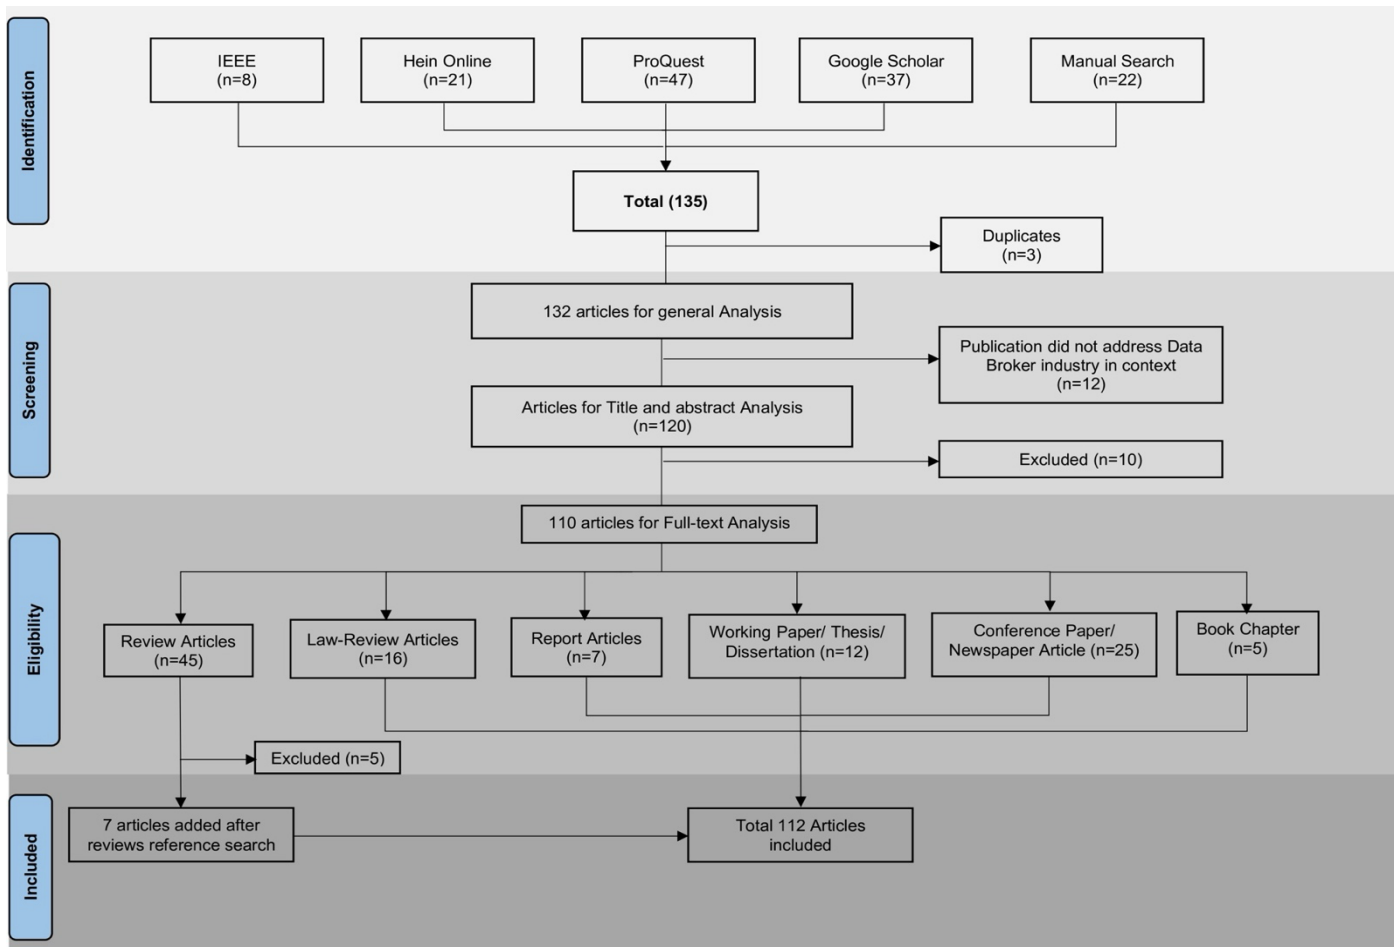 Identification
IEEE
(n=8)
Hein Online
(n=21)
ProQuest
(n=47)
Google Scholar
(n=37)
Manual Search
(n=22)
Total (135)
Duplicates
(n=3)
Screening
132 articles for general Analysis
Publication did not address Data
Broker industry in context
(n=12)
Articles for Title and abstract Analysis
(n=120)
Excluded (n=10)
Eligibility
110 articles for Full-text Analysis
Review Articles
(n=45)
Law-Review Articles
(n=16)
Report Articles
(n=7)
Working Paper/ Thesis/
Dissertation (n=12)
Conference Paper/
Newspaper Article (n=25)
Book Chapter
(n=5)
Excluded (n=5)
Included
7 articles added after
reviews reference search
Total 112 Articles
included